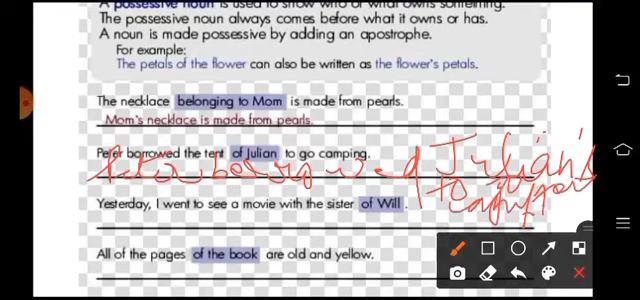 A possessive noun is used to show who or what owns something.
The possessive noun always comes before what it owns or has.
A noun is made possessive by adding an apostrophe.
For example:
The petals of the flower can also be written as the flower's petals.
The necklace belonging to Mom is made from pearls.
Mom's necklace is made from pearls.
Peter borrowed the tent of Julian to go camping.
Julian's
to
Yesterday, I went to see a movie with the sister of Will.
All of the pages of the book are old and yellow.